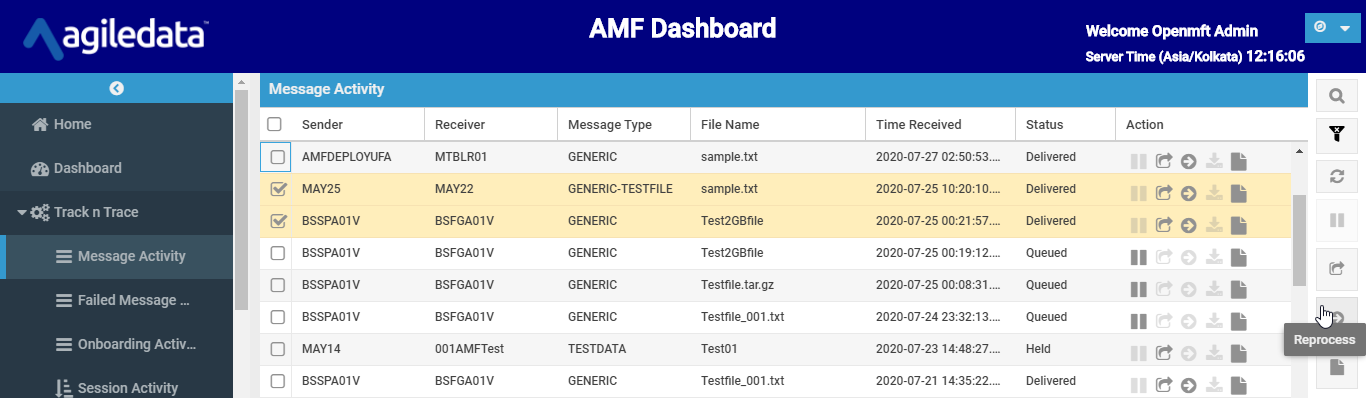 agiledata
AMF Dashboard
Welcome Openmft Admin
Server Time (Asia/Kolkata) 12:16:06
Home
Dashboard
Track n Trace
Message Activity
Failed Message ...
Onboarding Activ...
Session Activity
Message Activity
Sender Receiver Message Type File Name Time Received Status Action
AMFDEPLOYUFA MTBLR01 GENERIC sample.txt 2020-07-27 02:50:53.... Delivered
MAY25 MAY22 GENERIC-TESTFILE sample.txt 2020-07-25 10:20:10.... Delivered
BSSPA01V BSFGA01V GENERIC Test2GBfile 2020-07-25 00:21:57.... Delivered
BSSPA01V BSFGA01V GENERIC Test2GBfile 2020-07-25 00:19:12.... Queued
BSSPA01V BSFGA01V GENERIC Testfile.tar.gz 2020-07-25 00:08:31.... Queued
BSSPA01V BSFGA01V GENERIC Testfile_001.txt 2020-07-24 23:32:13.... Queued
MAY14 001AMFTest TESTDATA Test01 2020-07-23 14:48:27.... Held
BSSPA01V BSFGA01V GENERIC Testfile_001.txt 2020-07-21 14:35:22.... Delivered
Reprocess